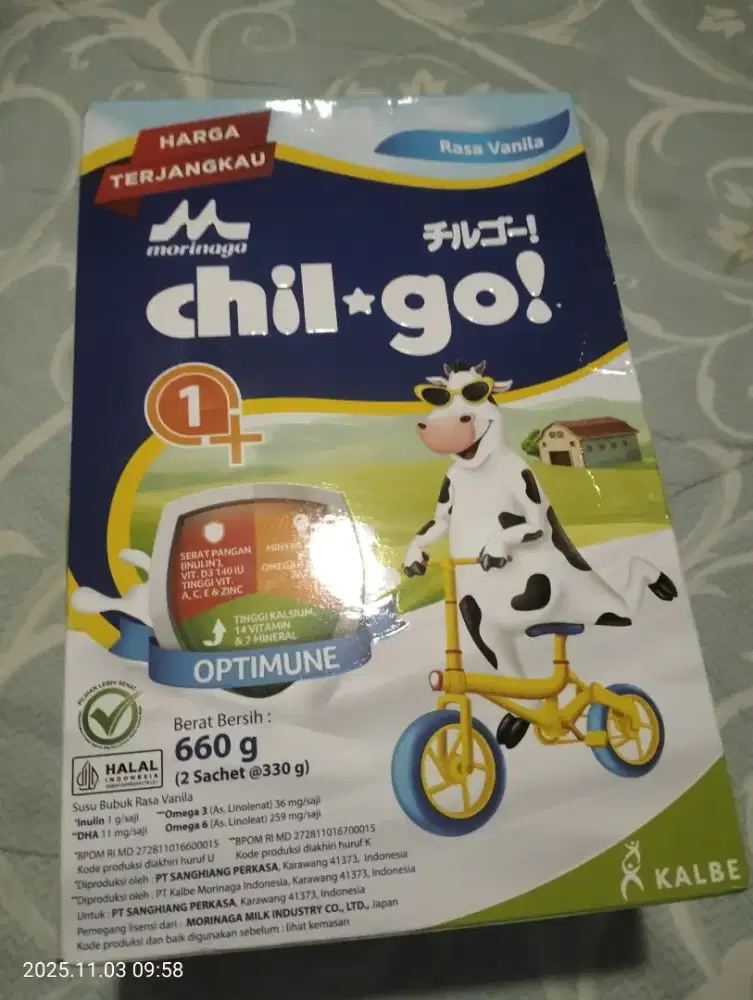 HARGA
TERJANGKAU
Rasa Vanila
morinaga
チルゴー!
chil★go!
1+
SERAT PANGAN
(INULIN*),
VIT. D3 140 IU
TINGGI VIT.
A, C, E & ZINC
OMEGA
TINGGI KALSIUM,
14 VITAMIN
& 7 MINERAL
OPTIMUNE
PILIHAN LEBIH SEHAT
HALAL
INDONESIA
Berat Bersih :
660 g
(2 Sachet @330 g)
Susu Bubuk Rasa Vanila
*Inulin 1 g/saji **Omega 3 (As. Linolenat) 36 mg/saji
**DHA 11 mg/saji Omega 6 (As. Linoleat) 259 mg/saji
*BPOM RI MD 272811016600015 **BPOM RI MD 272811016700015
Kode produksi diakhiri huruf U Kode produksi diakhiri huruf K
*Diproduksi oleh : PT SANGHIANG PERKASA, Karawang 41373, Indonesia
**Diproduksi oleh : PT Kalbe Morinaga Indonesia, Karawang 41373, Indonesia
Untuk : PT SANGHIANG PERKASA, Karawang 41373, Indonesia
Pemegang lisensi dari : MORINAGA MILK INDUSTRY CO., LTD., Japan
Kode produksi dan baik digunakan sebelum : lihat kemasan
KALBE
2025.11.03 09:58